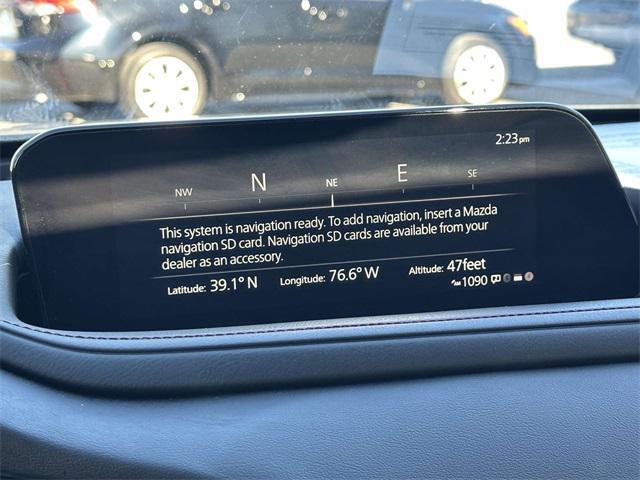 2:23pm
NW N NE E SE
This system is navigation ready. To add navigation, insert a Mazda
navigation SD card. Navigation SD cards are available from your
dealer as an accessory.
Latitude: 39.1° N Longitude: 76.6° W Altitude: 47feet
1090